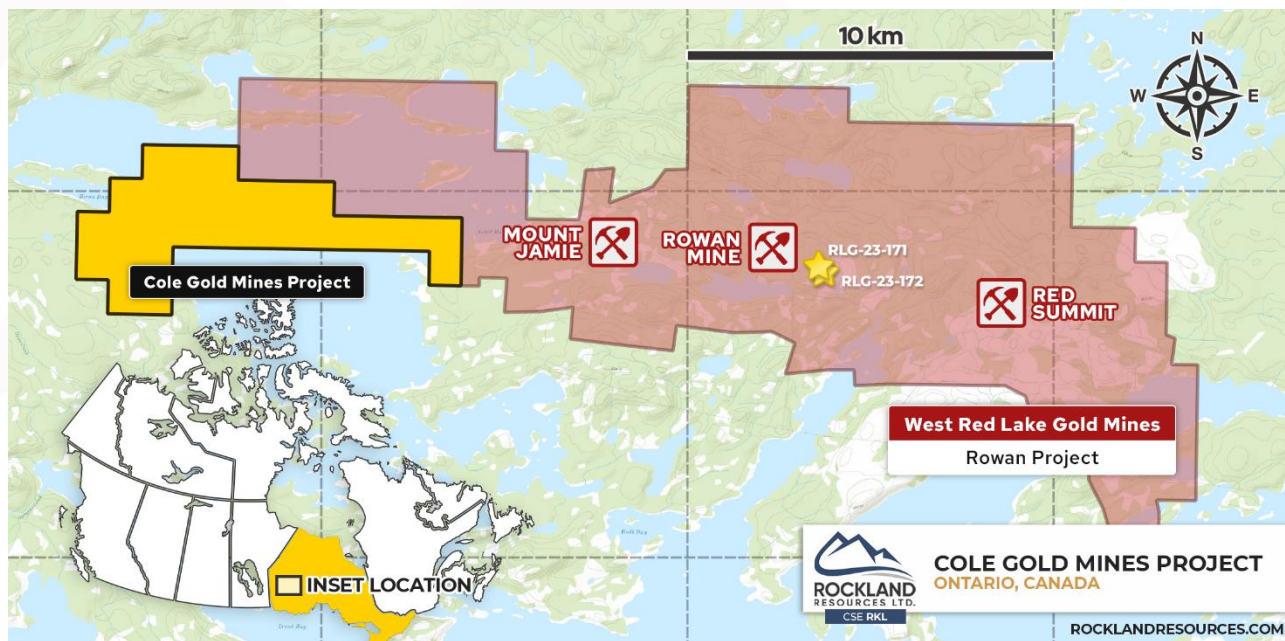 10 km
N
W
E
S
MOUNT
JAMIE
ROWAN
MINE
RLG-23-171
RLG-23-172
RED
SUMMIT
Cole Gold Mines Project
West Red Lake Gold Mines
Rowan Project
INSET LOCATION
ROCKLAND
RESOURCES LTD.
CSE RKL
COLE GOLD MINES PROJECT
ONTARIO, CANADA
ROCKLANDRESOURCES.COM